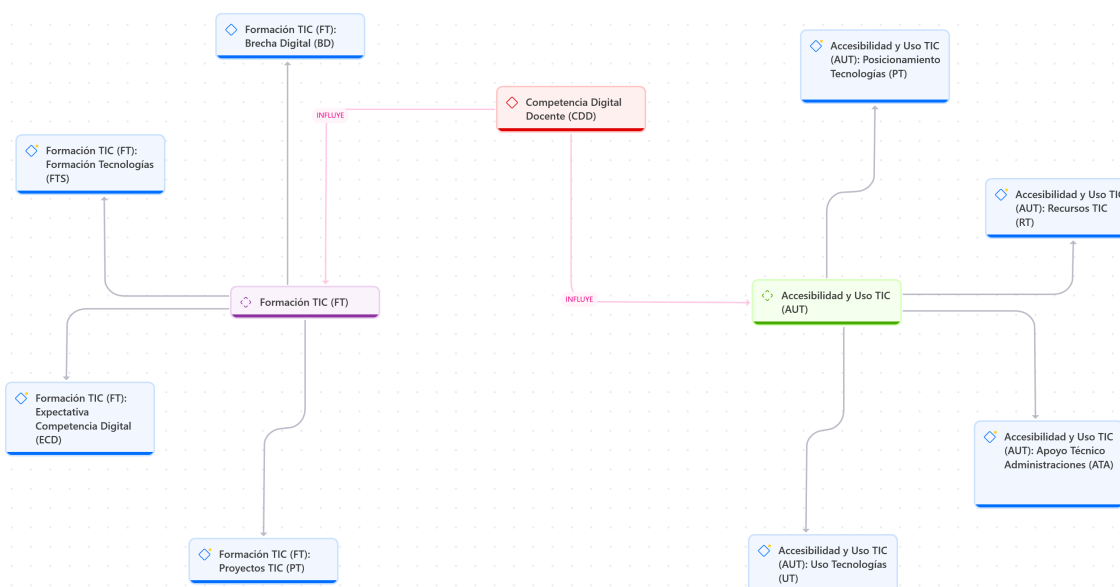 Formación TIC (FT):
Brecha Digital (BD)
Accesibilidad y Uso TIC
(AUT): Posicionamiento
Tecnologías (PT)
Competencia Digital
Docente (CDD)
INFLUYE
Formación TIC (FT):
Formación Tecnologías
(FTS)
Accesibilidad y Uso TIC
(AUT): Recursos TIC
(RT)
Formación TIC (FT)
INFLUYE
Accesibilidad y Uso TIC
(AUT)
Formación TIC (FT):
Expectativa
Competencia Digital
(ECD)
Accesibilidad y Uso TIC
(AUT): Apoyo Técnico
Administraciones (ATA)
Formación TIC (FT):
Proyectos TIC (PT)
Accesibilidad y Uso TIC
(AUT): Uso Tecnologías
(UT)